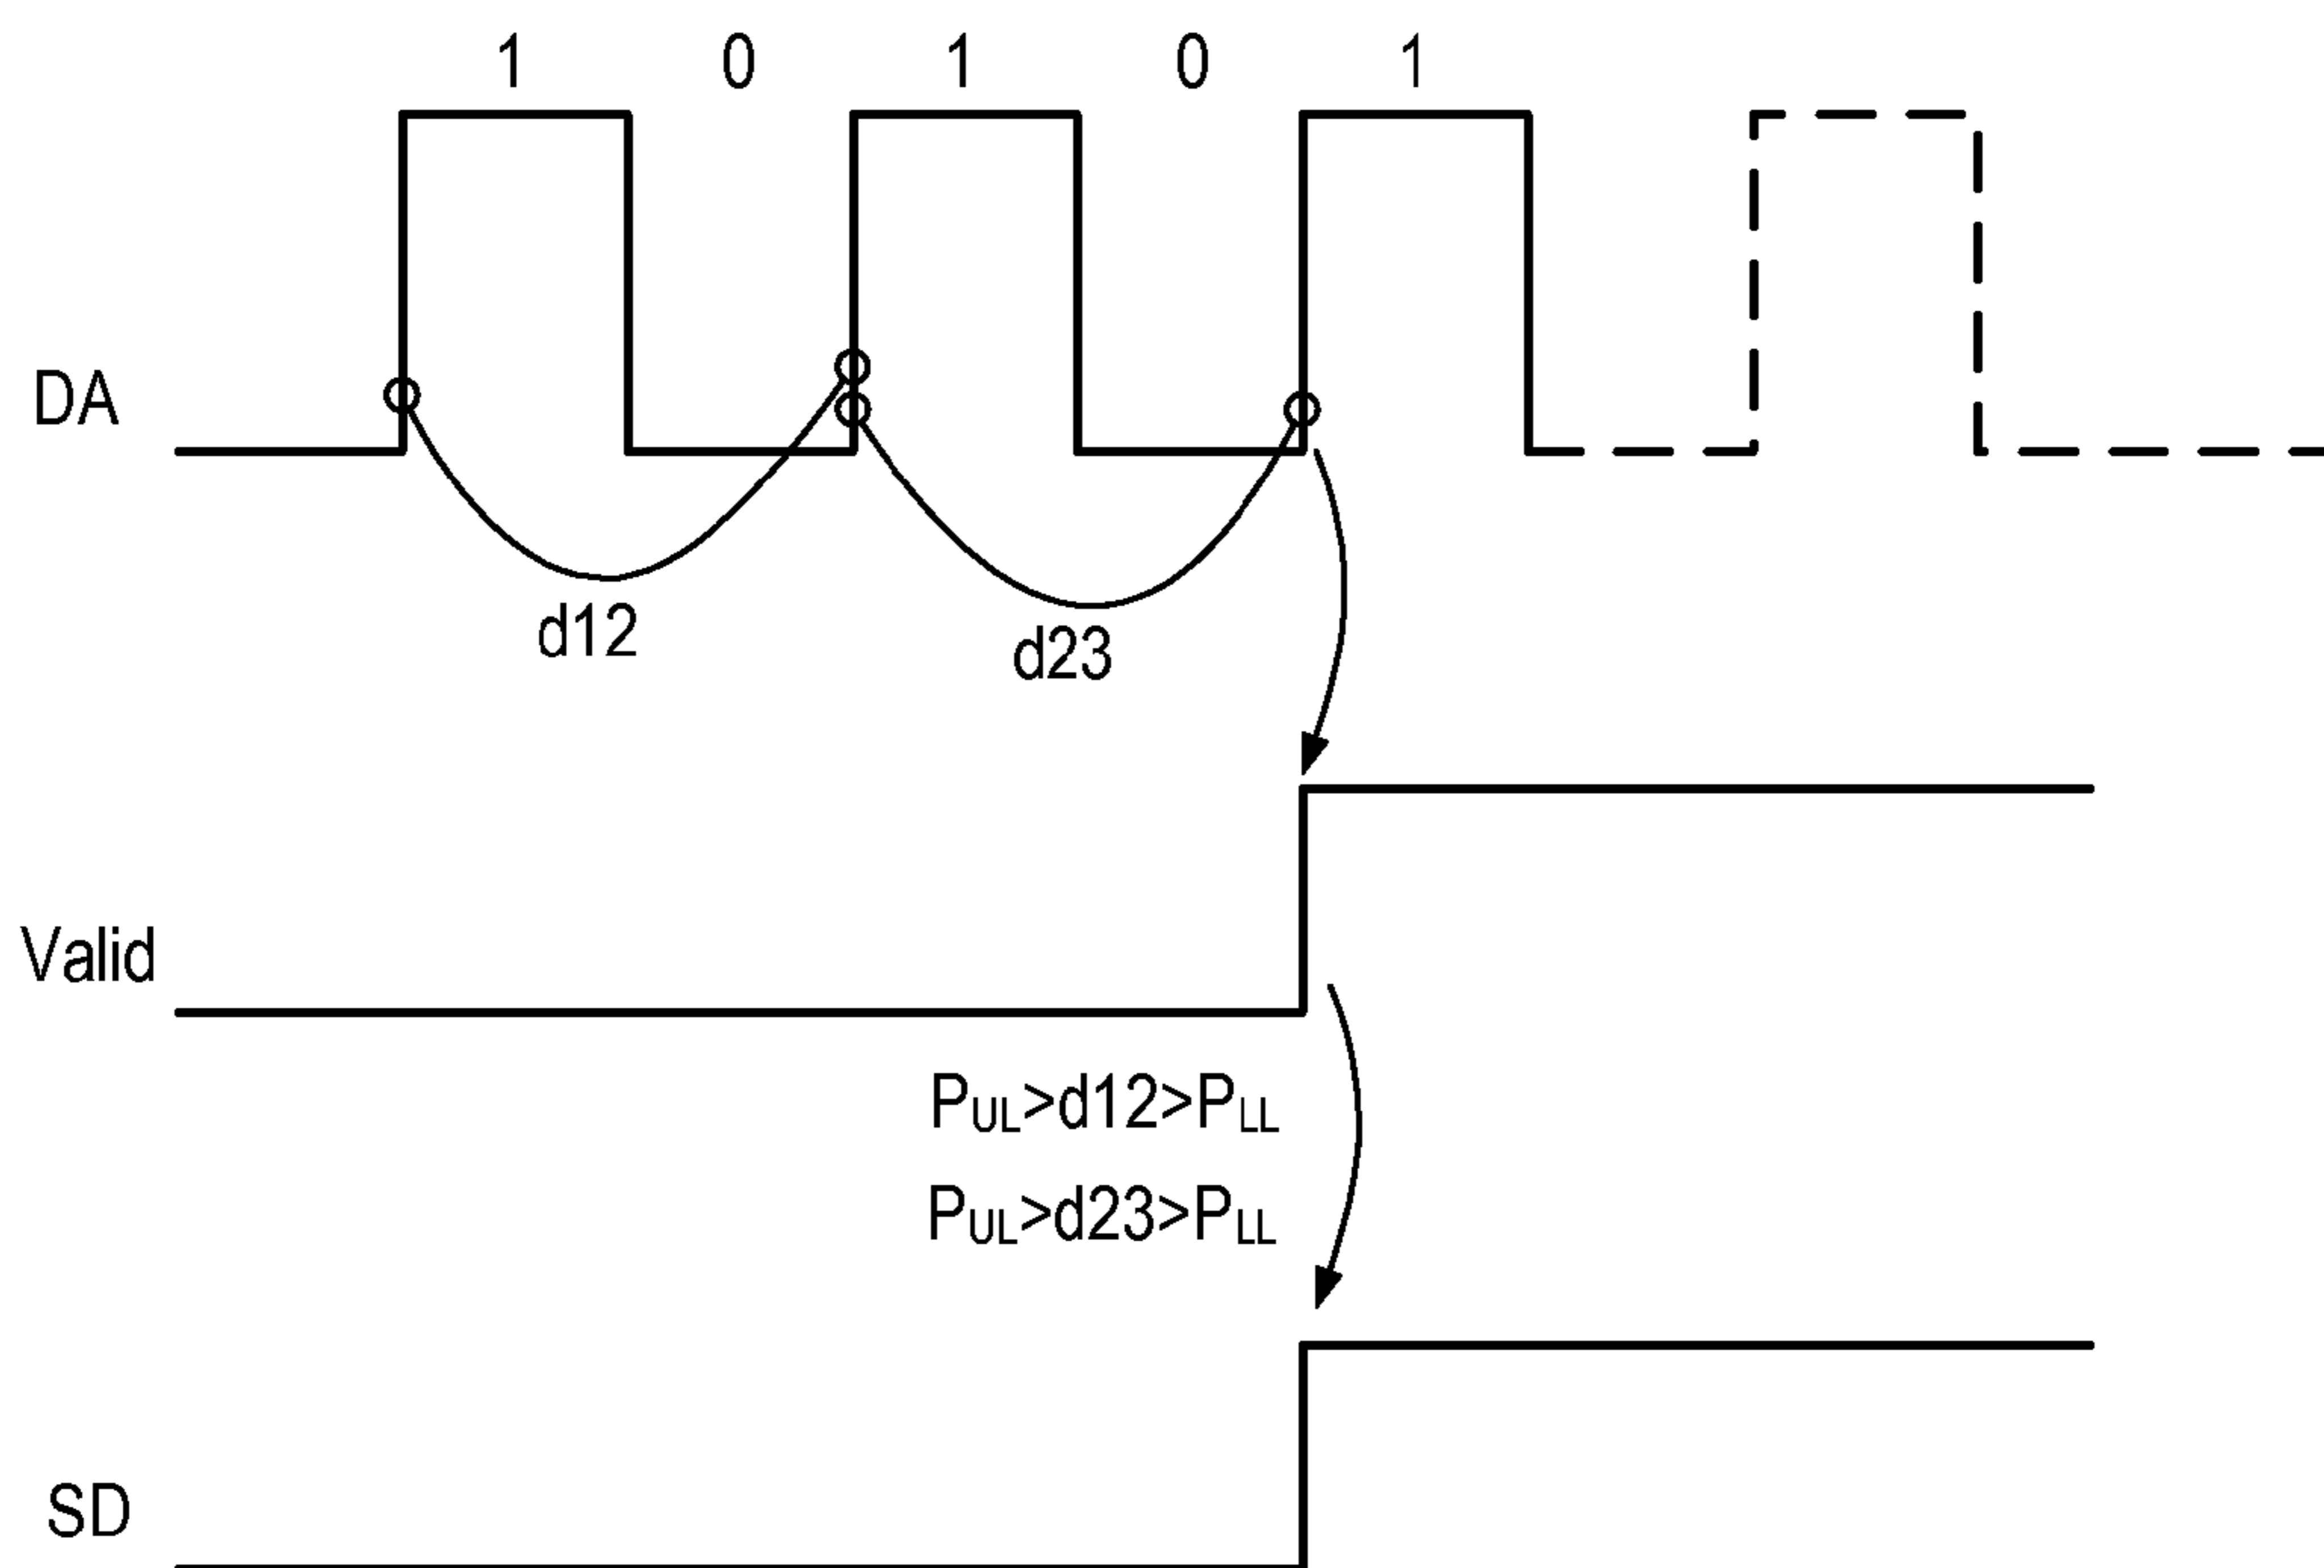 1 0 1 0 1
DA
d12
d23
Valid
PUL>d12>PLL
PUL>d23>PLL
SD